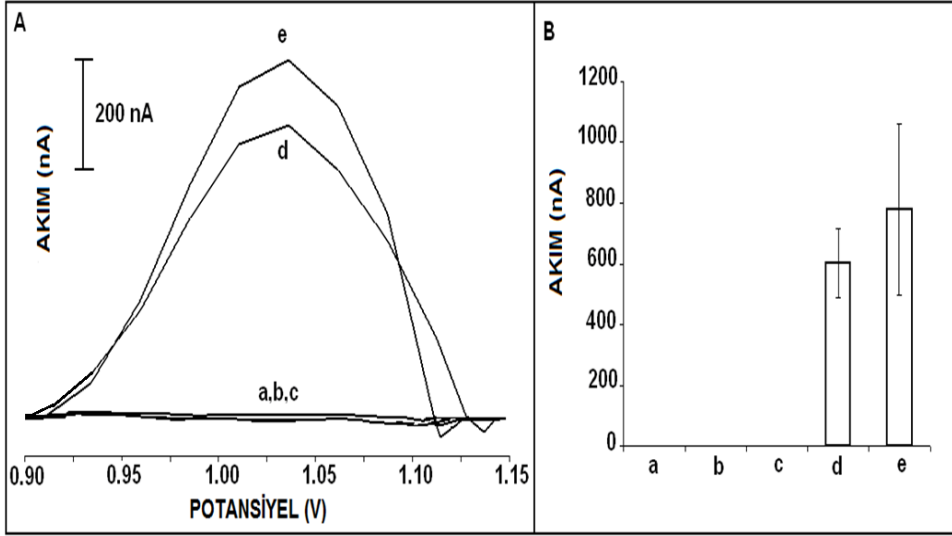 A
e
200 nA
d
AKIM (nA)
a,b,c
0.90 0.95 1.00 1.05 1.10 1.15
POTANSİYEL (V)
B
1200
1000
800
600
400
200
0
AKIM (nA)
a b c d e